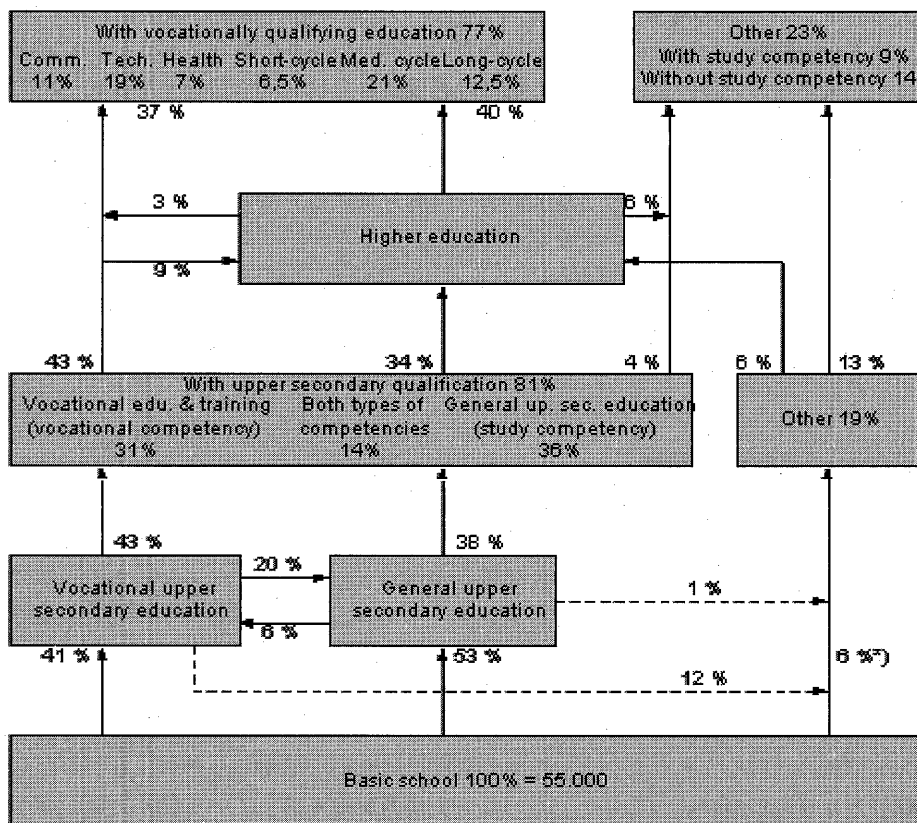 With vocationally qualifying education 77%
Comm. Tech. Health Short-cycle Med. cycle Long-cycle
11% 19% 7% 6,5% 21% 12,5%
Other 23%
With study competency 9%
Without study competency 14
37 %
40 %
3 %
6 %
Higher education
9 %
43 %
34 %
4 %
6 %
13 %
With upper secondary qualification 81%
Vocational edu. & training Both types of General up. sec. education
(vocational competency) competencies (study competency)
31% 14% 36%
Other 19%
43 %
38 %
20 %
Vocational upper
secondary education
General upper
secondary education
1 %
6 %
41 %
53 %
6 %*)
12 %
Basic school 100% = 55.000